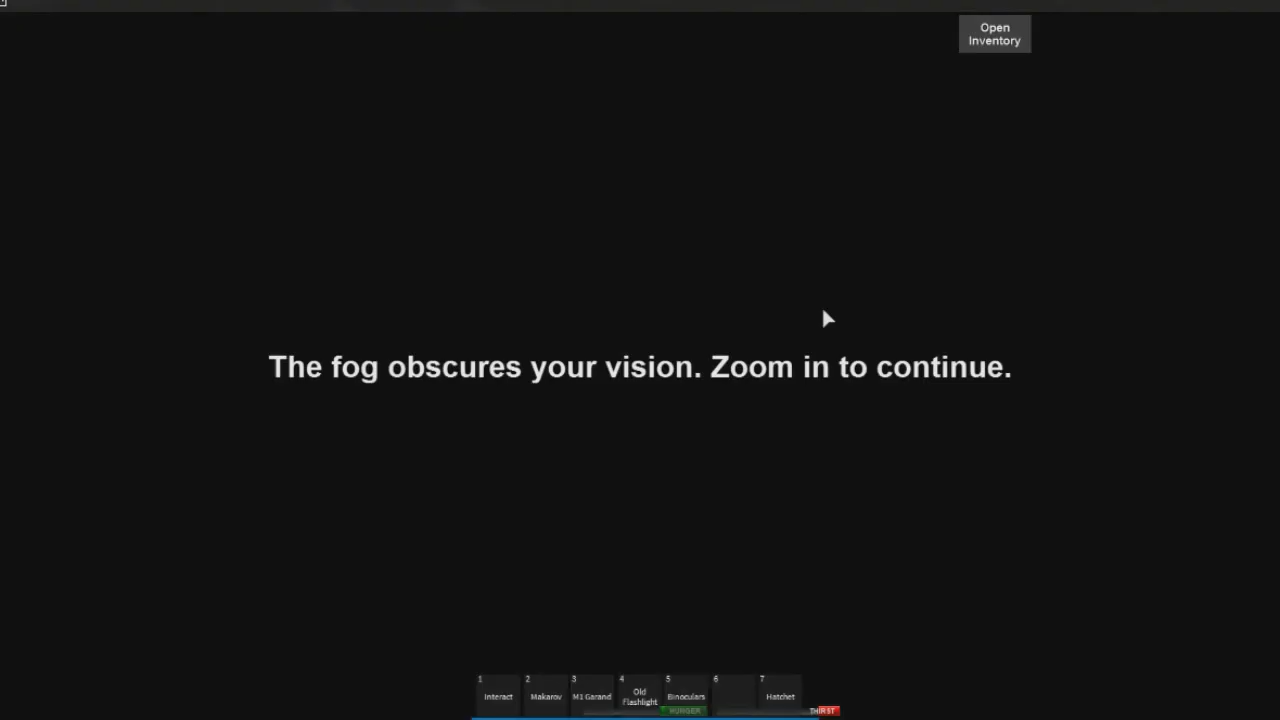 Open
Inventory
The fog obscures your vision. Zoom in to continue.
1 2 3 4 5 6 7
Interact Makarov M1 Garand Old Flashlight Binoculars Hatchet
HUNGER THIRST